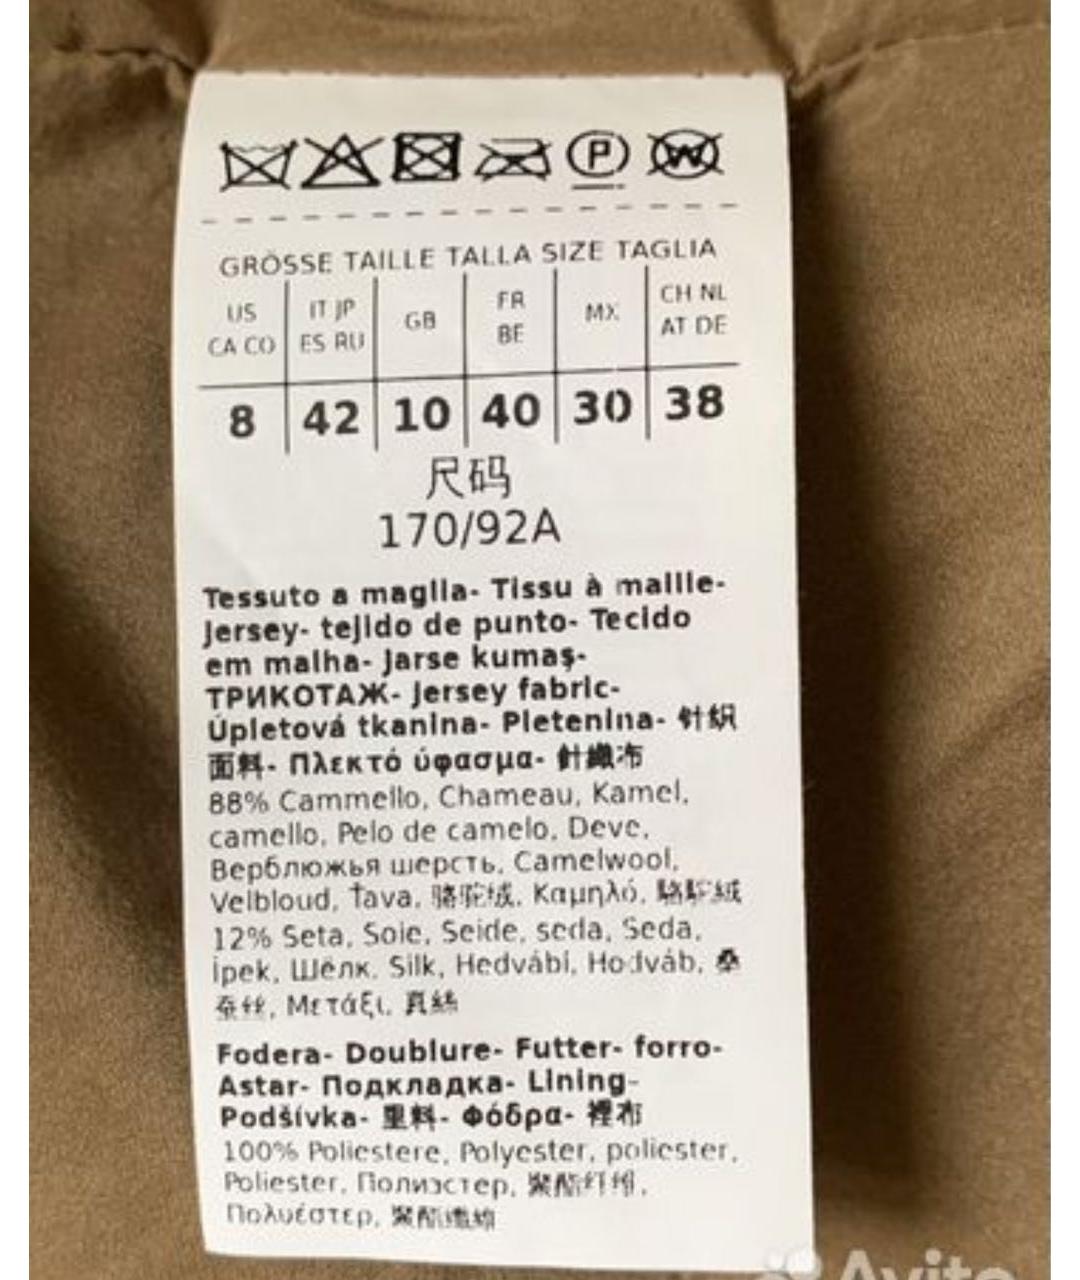 P W
GRÖSSE TAILLE TALLA SIZE TAGLIA
US CA CO IT JP ES RU GB FR BE MX CH NL AT DE
8 42 10 40 30 38
尺码
170/92A
Tessuto a maglia- Tissu à maille-
Jersey- tejido de punto- Tecido
em malha- Jarse kumaş-
ТРИКОТАЖ- Jersey fabric-
Úpletová tkanina- Pletenina- 针织
面料- Πλεκτό ύφασμα- 針織布
88% Cammello, Chameau, Kamel,
camello, Pelo de camelo, Deve,
Верблюжья шерсть, Camelwool,
Velbloud, Ťava, 骆驼绒, Καμηλό, 駱駝絨
12% Seta, Soie, Seide, seda, Seda,
İpek, Шёлк, Silk, Hedvábí, Hodváb, 桑
蚕丝, Μετάξι, 真絲
Fodera- Doublure- Futter- forro-
Astar- Подкладка- Lining-
Podšívka- 里料- Φόδρα- 裡布
100% Poliestere, Polyester, poliester,
Poliester, Полиэстер, 聚酯纤维,
Πολυέστερ, 聚酯纖維
Avito